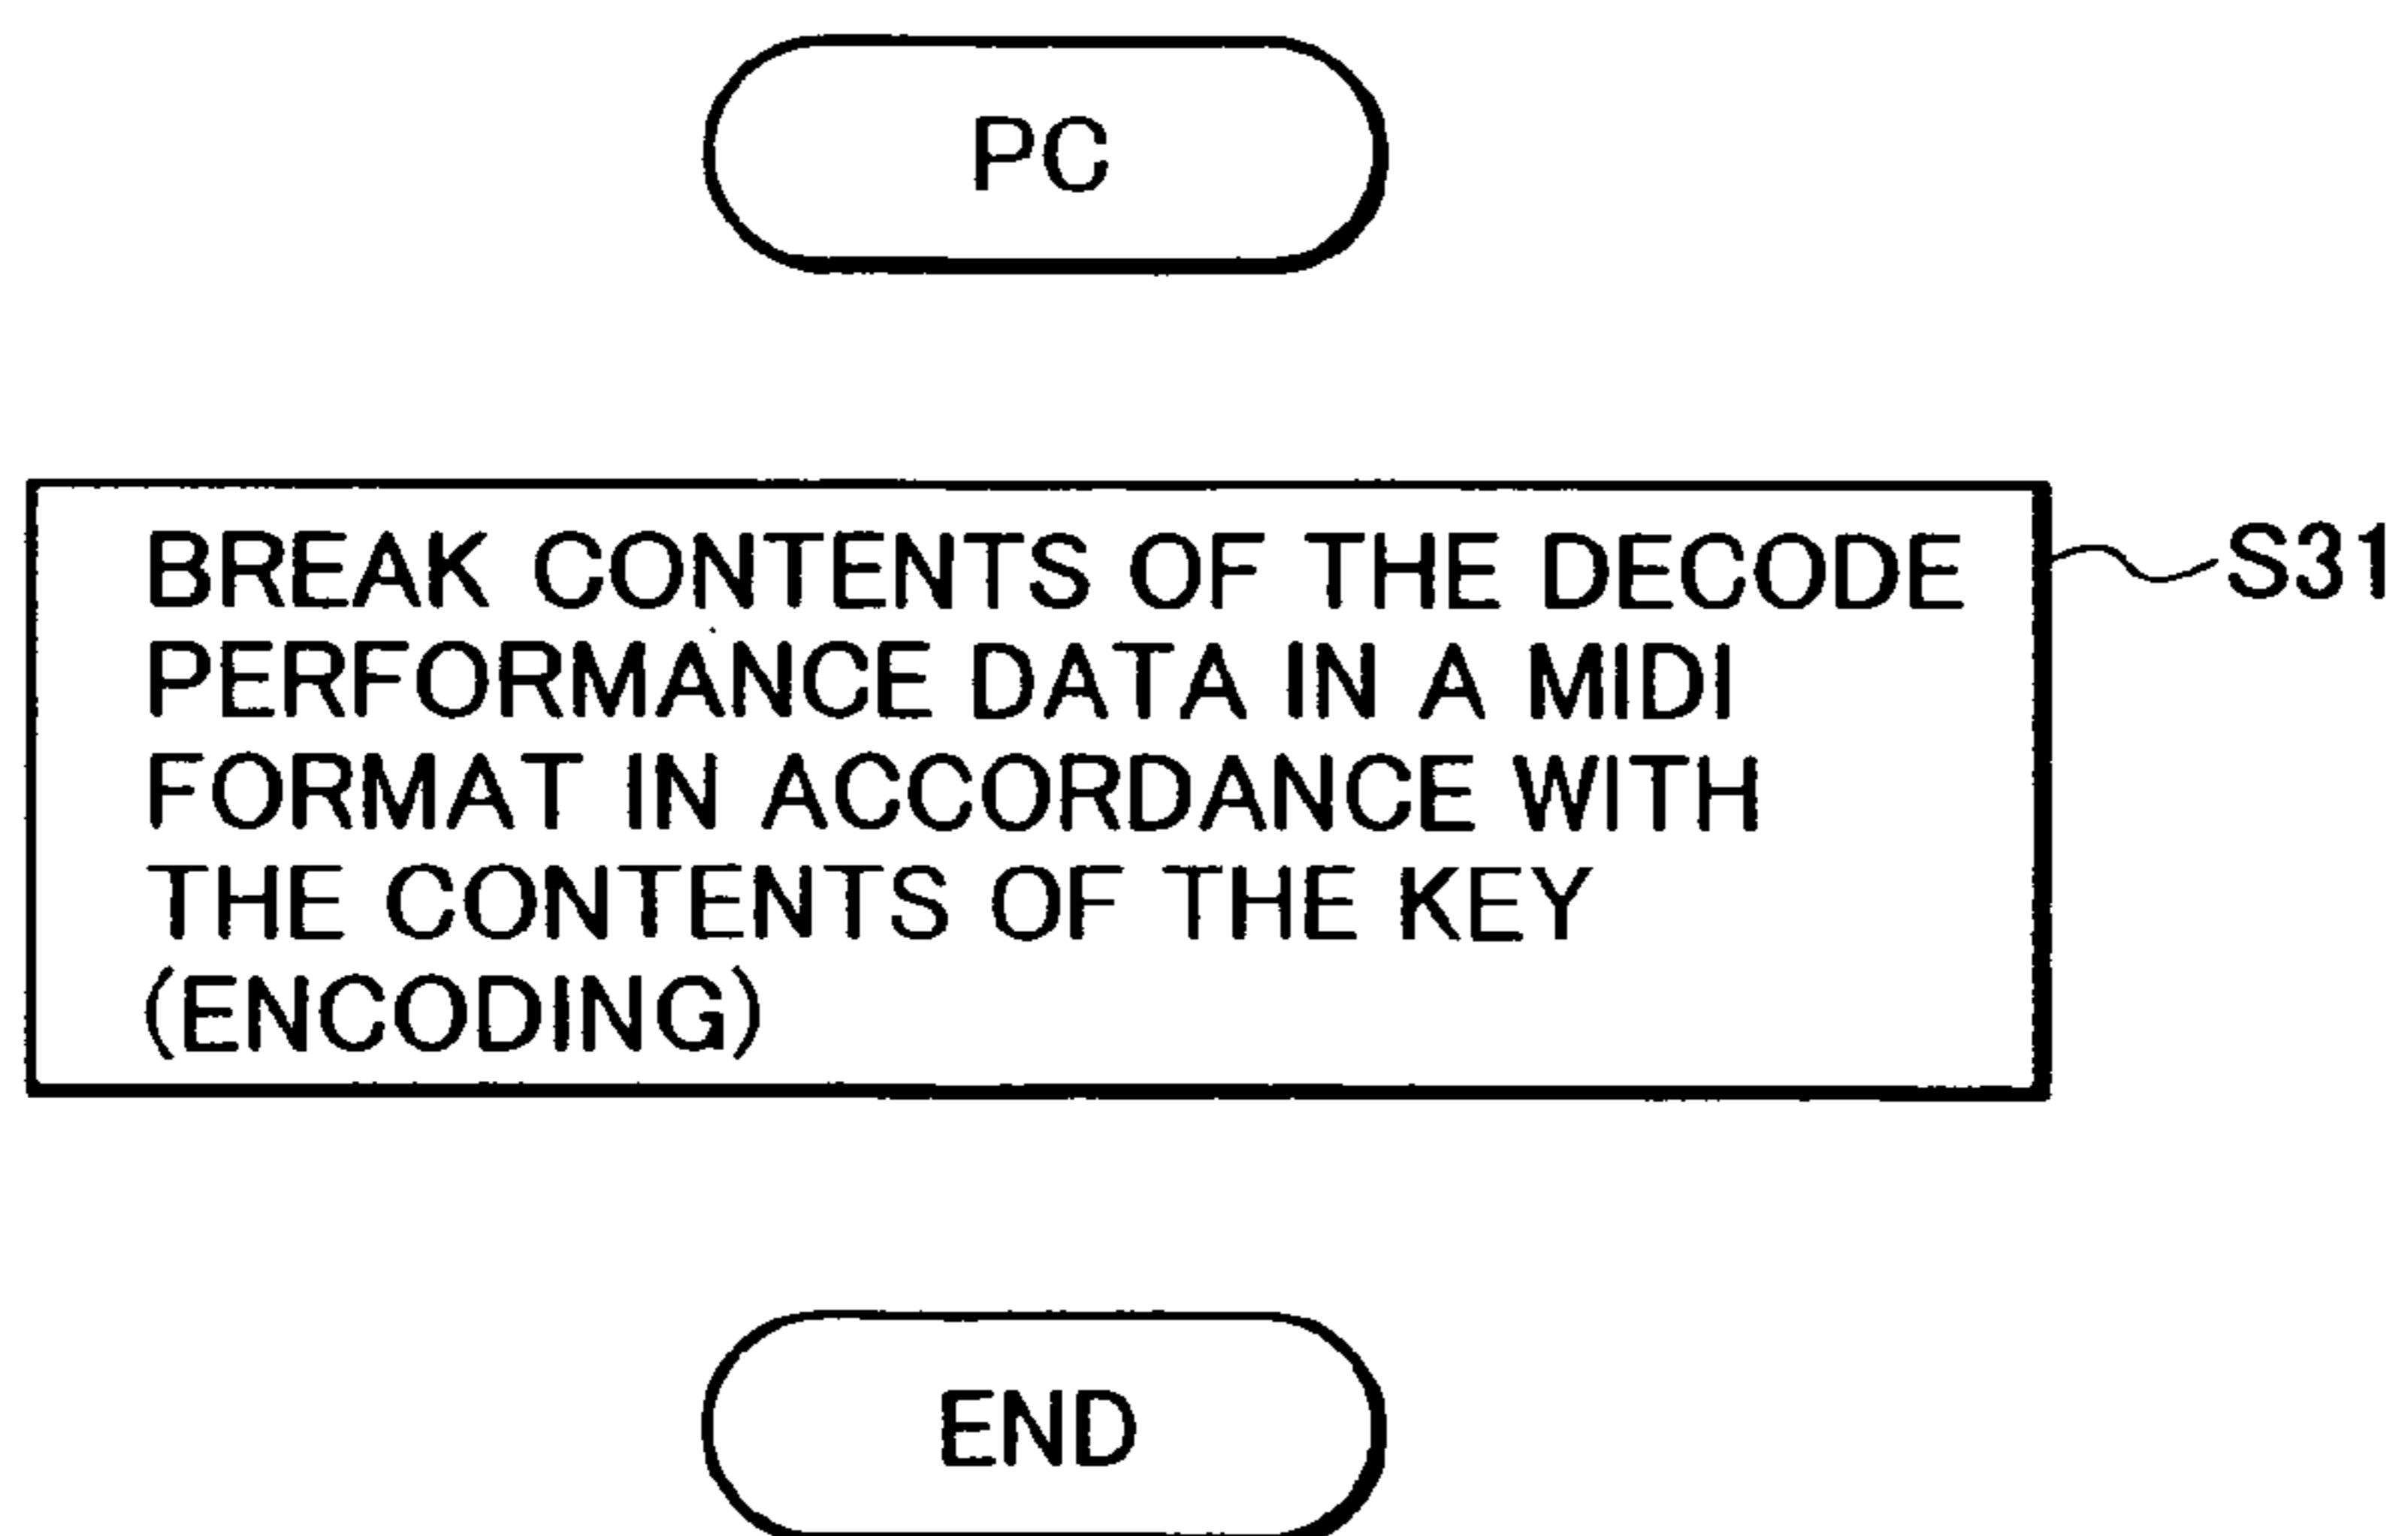 PC
BREAK CONTENTS OF THE DECODE
PERFORMANCE DATA IN A MIDI
FORMAT IN ACCORDANCE WITH
THE CONTENTS OF THE KEY
(ENCODING)
S31
END